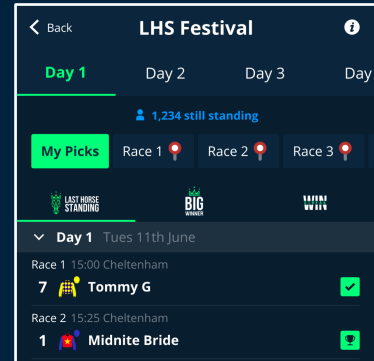 Back LHS Festival i
Day 1 Day 2 Day 3 Day
1,234 still standing
My Picks Race 1 Race 2 Race 3
LAST HORSE
STANDING
BIG
WINNER
WIN
Day 1 Tues 11th June
Race 1 15:00 Cheltenham
7 Tommy G
Race 2 15:25 Cheltenham
1 Midnite Bride